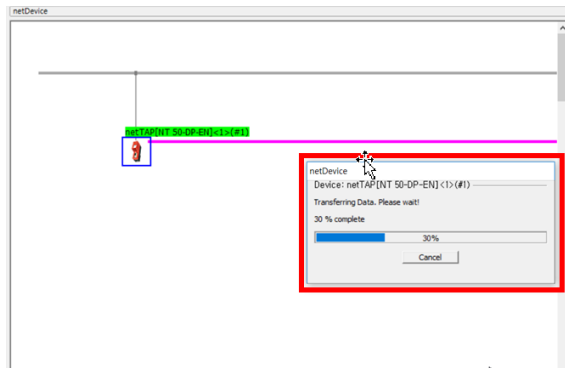 netDevice
netTAP[NT 50-DP-EN]<1>(#1)
netDevice
Device: netTAP[NT 50-DP-EN]<1>(#1)
Transferring Data. Please wait!
30 % complete
30%
Cancel